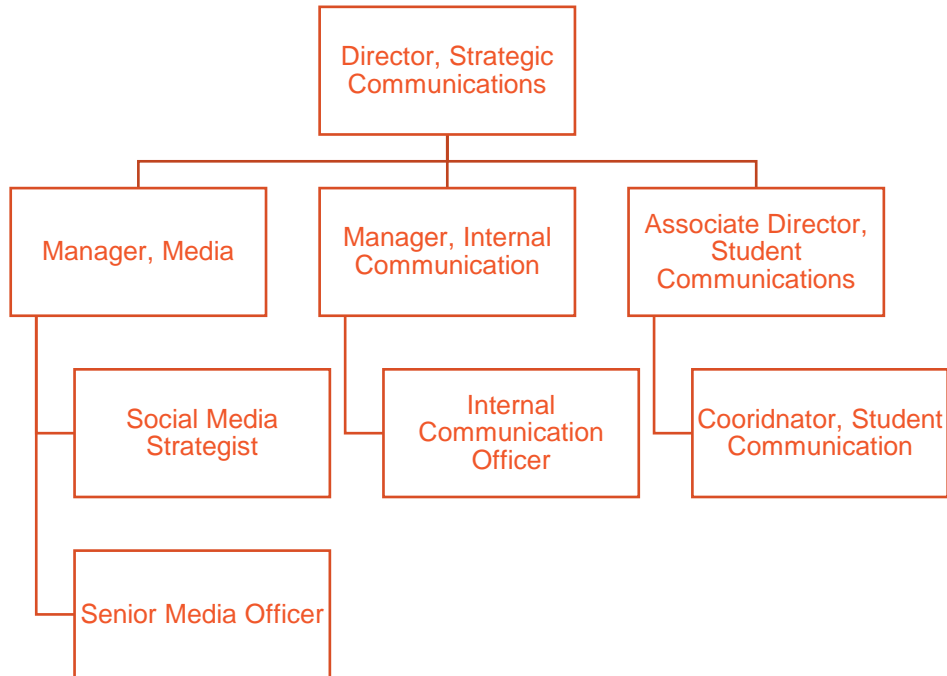 Director, Strategic
Communications
Manager, Media
Manager, Internal
Communication
Associate Director,
Student
Communications
Social Media
Strategist
Internal
Communication
Officer
Cooridnator, Student
Communication
Senior Media Officer